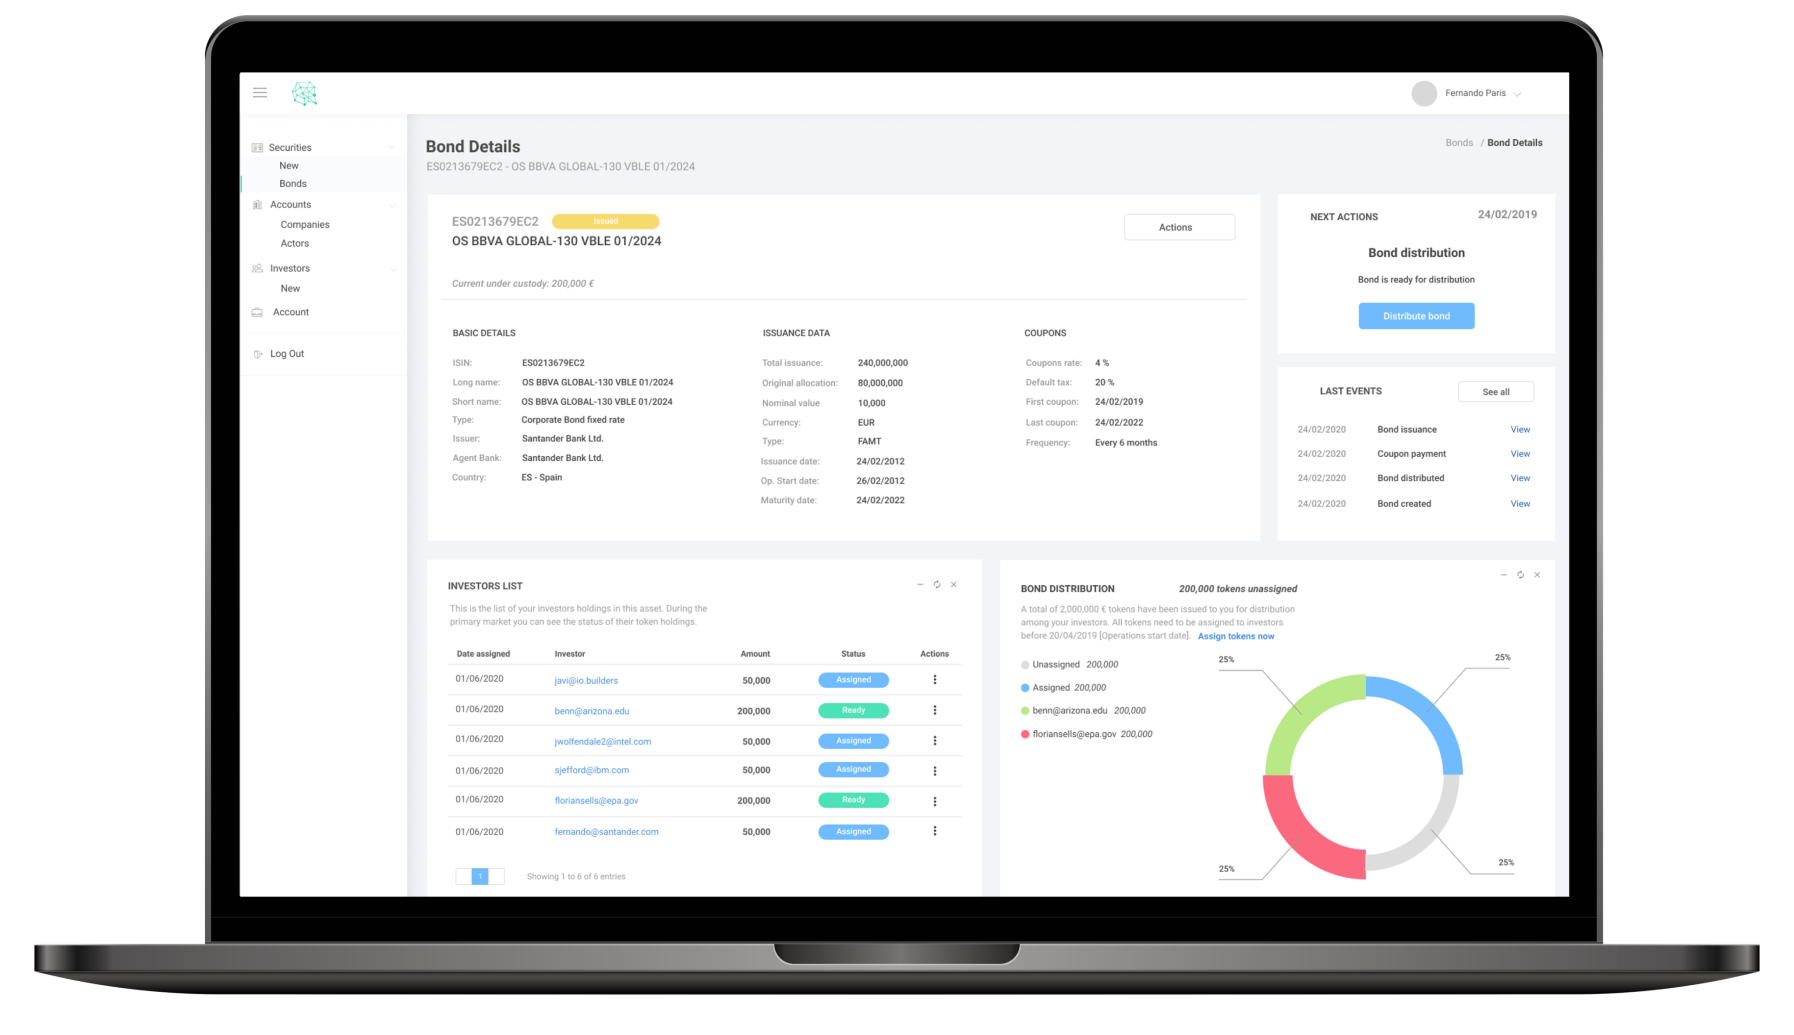 Fernando Paris
Securities
New
Bonds
Accounts
Companies
Actors
Investors
New
Account
Log Out
Bond Details
ES0213679EC2 - OS BBVA GLOBAL-130 VBLE 01/2024
Bonds / Bond Details
ES0213679EC2 Issued
OS BBVA GLOBAL-130 VBLE 01/2024
Actions
Current under custody: 200,000 €
BASIC DETAILS
ISIN: ES0213679EC2
Long name: OS BBVA GLOBAL-130 VBLE 01/2024
Short name: OS BBVA GLOBAL-130 VBLE 01/2024
Type: Corporate Bond fixed rate
Issuer: Santander Bank Ltd.
Agent Bank: Santander Bank Ltd.
Country: ES - Spain
ISSUANCE DATA
Total issuance: 240,000,000
Original allocation: 80,000,000
Nominal value 10,000
Currency: EUR
Type: FAMT
Issuance date: 24/02/2012
Op. Start date: 26/02/2012
Maturity date: 24/02/2022
COUPONS
Coupons rate: 4 %
Default tax: 20 %
First coupon: 24/02/2019
Last coupon: 24/02/2022
Frequency: Every 6 months
NEXT ACTIONS 24/02/2019
Bond distribution
Bond is ready for distribution
Distribute bond
LAST EVENTS See all
24/02/2020 Bond issuance View
24/02/2020 Coupon payment View
24/02/2020 Bond distributed View
24/02/2020 Bond created View
INVESTORS LIST
This is the list of your investors holdings in this asset. During the
primary market you can see the status of their token holdings.
Date assigned Investor Amount Status Actions
01/06/2020 javi@io.builders 50,000 Assigned
01/06/2020 benn@arizona.edu 200,000 Ready
01/06/2020 jwolfendale2@intel.com 50,000 Assigned
01/06/2020 sjefford@ibm.com 50,000 Assigned
01/06/2020 floriansells@epa.gov 200,000 Ready
01/06/2020 fernando@santander.com 50,000 Assigned
1 Showing 1 to 6 of 6 entries
BOND DISTRIBUTION 200,000 tokens unassigned
A total of 2,000,000 € tokens have been issued to you for distribution
among your investors. All tokens need to be assigned to investors
before 20/04/2019 [Operations start date]. Assign tokens now
Unassigned 200,000
Assigned 200,000
benn@arizona.edu 200,000
floriansells@epa.gov 200,000
25%
25%
25%
25%